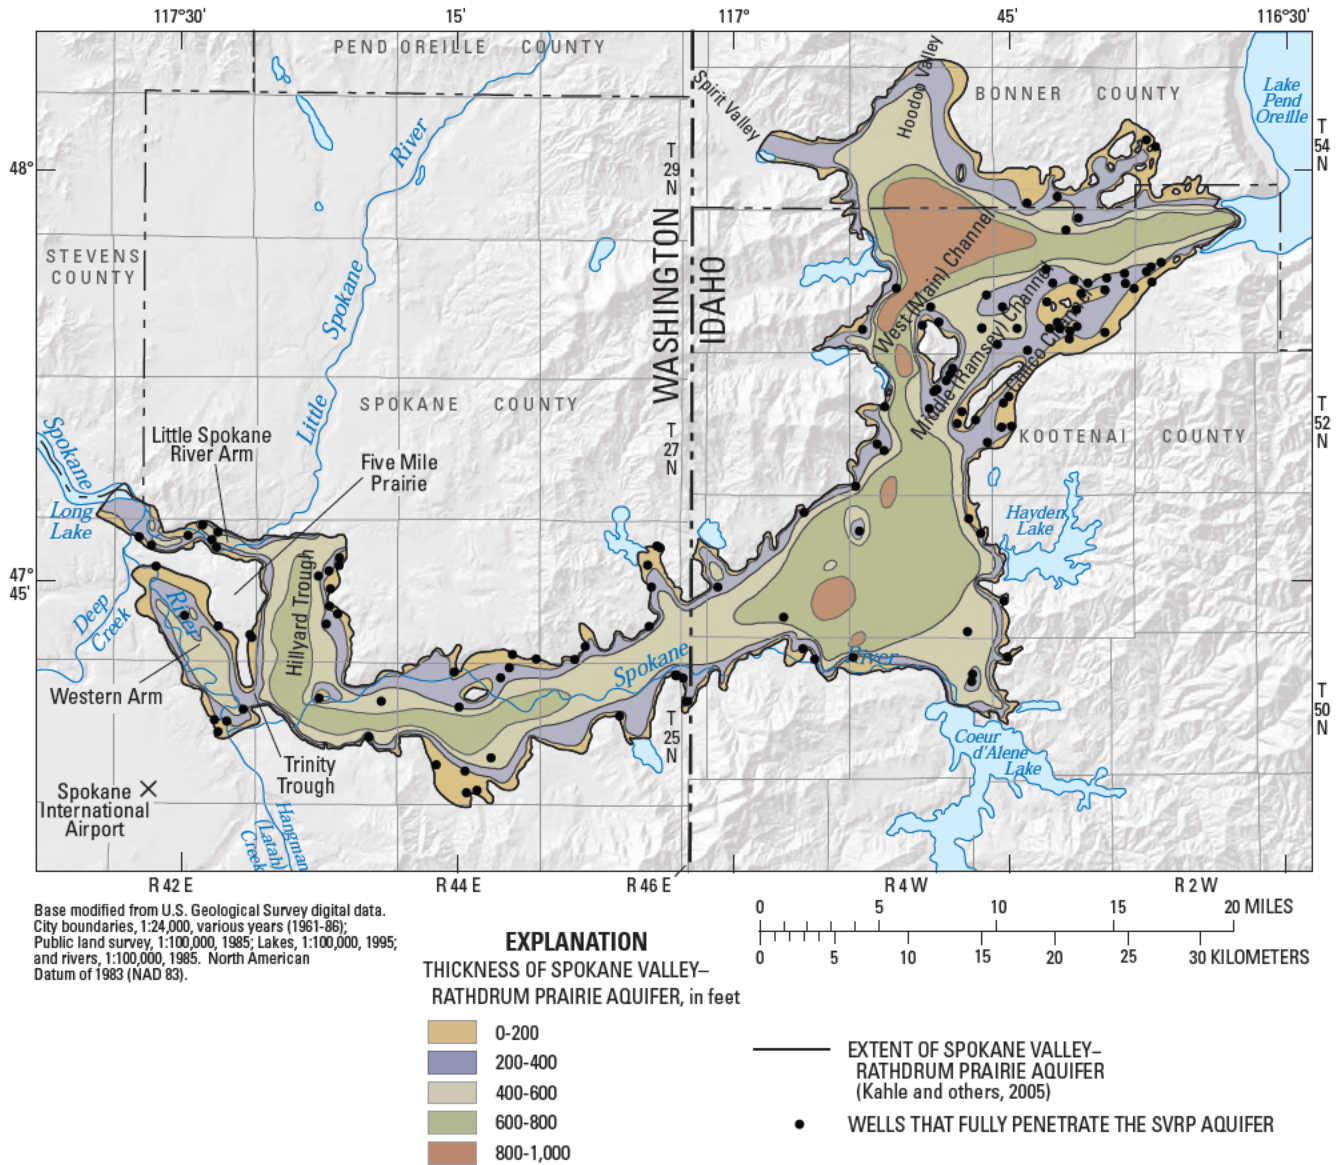 117°30'
15'
117°
45'
116°30'
PEND OREILLE COUNTY
Spirit Valley
Hoodoo Valley
BONNER COUNTY
Lake
Pend
Oreille
48°
T
29
N
T
54
N
STEVENS
COUNTY
Little Spokane River
WASHINGTON
IDAHO
West (Main) Channel
Middle (Ramsey) Channel
Chilco Channel
SPOKANE COUNTY
KOOTENAI COUNTY
T
27
N
T
52
N
Spokane
Little Spokane
River Arm
Five Mile
Prairie
Long
Lake
Hayden
Lake
47°
45'
Deep
Creek
River
Hillyard Trough
Spokane River
Western Arm
T
25
N
T
50
N
Trinity
Trough
Coeur
d'Alene
Lake
Spokane
International
Airport
Hangman
(Latah)
Creek
R 42 E
R 44 E
R 46 E
R 4 W
R 2 W
Base modified from U.S. Geological Survey digital data.
City boundaries, 1:24,000, various years (1961-86);
Public land survey, 1:100,000, 1985; Lakes, 1:100,000, 1995;
and rivers, 1:100,000, 1985. North American
Datum of 1983 (NAD 83).
0 5 10 15 20 MILES
0 5 10 15 20 25 30 KILOMETERS
EXPLANATION
THICKNESS OF SPOKANE VALLEY–
RATHDRUM PRAIRIE AQUIFER, in feet
0-200
200-400
400-600
600-800
800-1,000
EXTENT OF SPOKANE VALLEY–
RATHDRUM PRAIRIE AQUIFER
(Kahle and others, 2005)
WELLS THAT FULLY PENETRATE THE SVRP AQUIFER